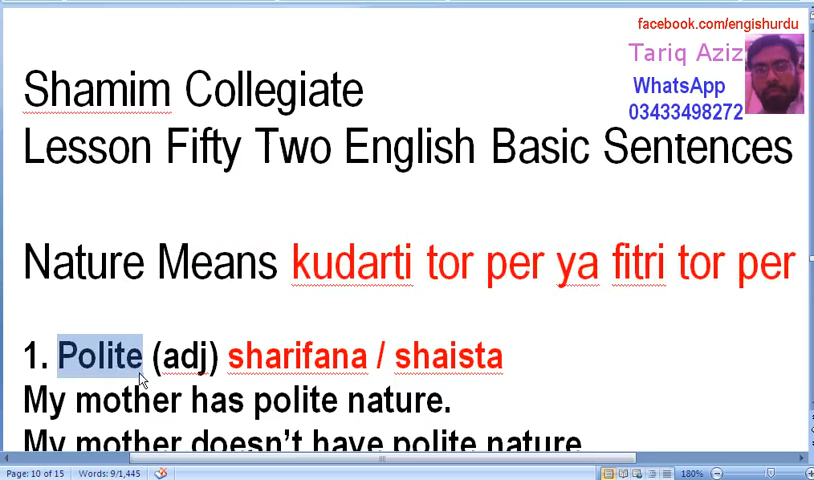 facebook.com/engishurdu
Tariq Aziz
WhatsApp
03433498272
Shamim Collegiate
Lesson Fifty Two English Basic Sentences
Nature Means kudarti tor per ya fitri tor per
1. Polite (adj) sharifana / shaista
My mother has polite nature.
My mother doesn't have polite nature
Page: 10 of 15 Words: 9/1,445 180%